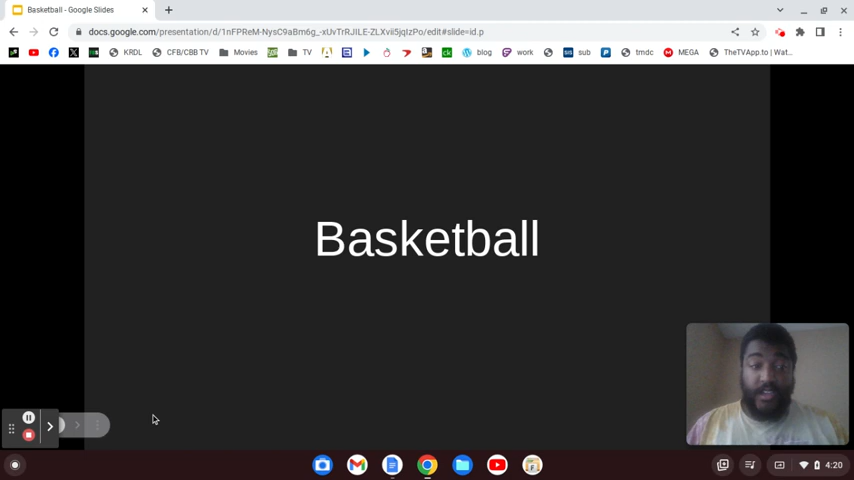 Basketball - Google Slides
docs.google.com/presentation/d/1nFPReM-NysC9aBm6g_-xUvTrRJILE-ZLXvii5jqIzPo/edit#slide=id.p
KRDL
CFB/CBB TV
Movies
TV
work
blog
sub
tmdc
MEGA
TheTVApp.to | Wat...
Basketball
4:20